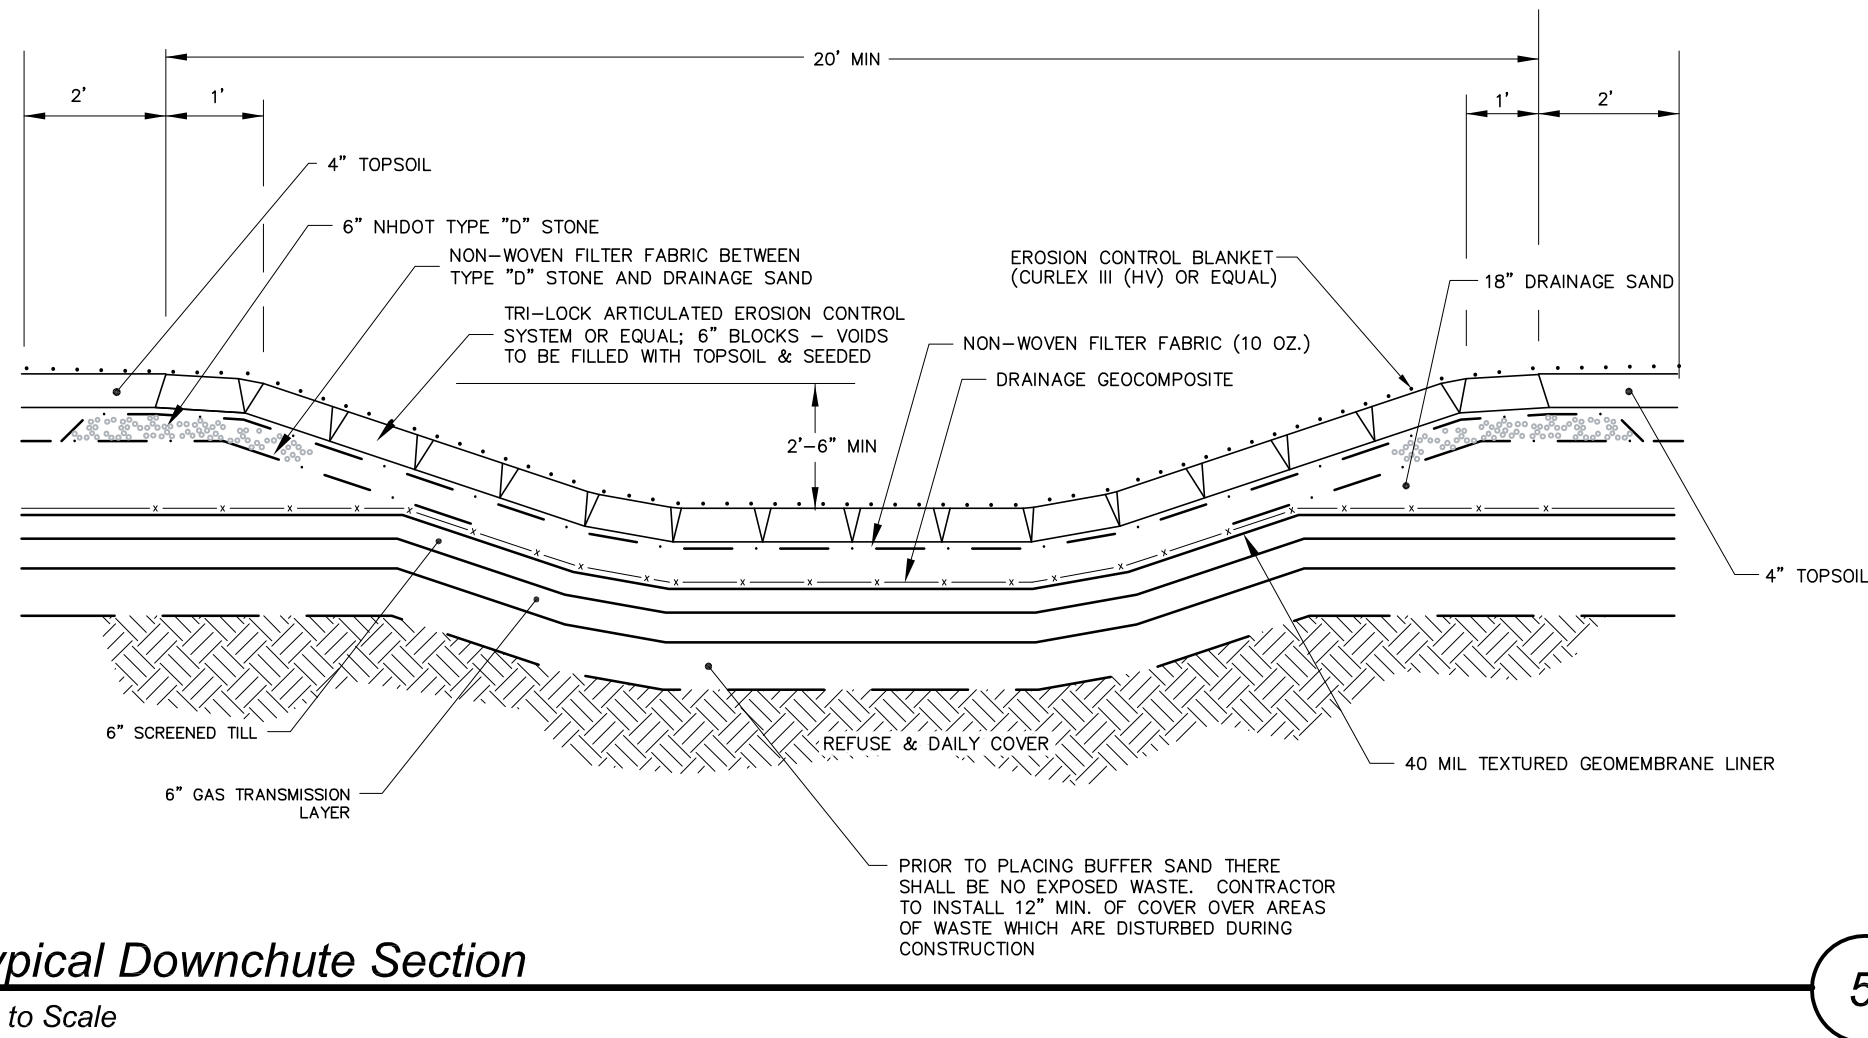 20' MIN
2'
1'
1'
2'
4" TOPSOIL
6" NHDOT TYPE "D" STONE
NON-WOVEN FILTER FABRIC BETWEEN
TYPE "D" STONE AND DRAINAGE SAND
TRI-LOCK ARTICULATED EROSION CONTROL
SYSTEM OR EQUAL; 6" BLOCKS - VOIDS
TO BE FILLED WITH TOPSOIL & SEEDED
EROSION CONTROL BLANKET
(CURLEX III (HV) OR EQUAL)
18" DRAINAGE SAND
NON-WOVEN FILTER FABRIC (10 OZ.)
DRAINAGE GEOCOMPOSITE
2'-6" MIN
4" TOPSOIL
6" SCREENED TILL
REFUSE & DAILY COVER
40 MIL TEXTURED GEOMEMBRANE LINER
6" GAS TRANSMISSION
LAYER
PRIOR TO PLACING BUFFER SAND THERE
SHALL BE NO EXPOSED WASTE. CONTRACTOR
TO INSTALL 12" MIN. OF COVER OVER AREAS
OF WASTE WHICH ARE DISTURBED DURING
CONSTRUCTION
ypical Downchute Section
to Scale
5